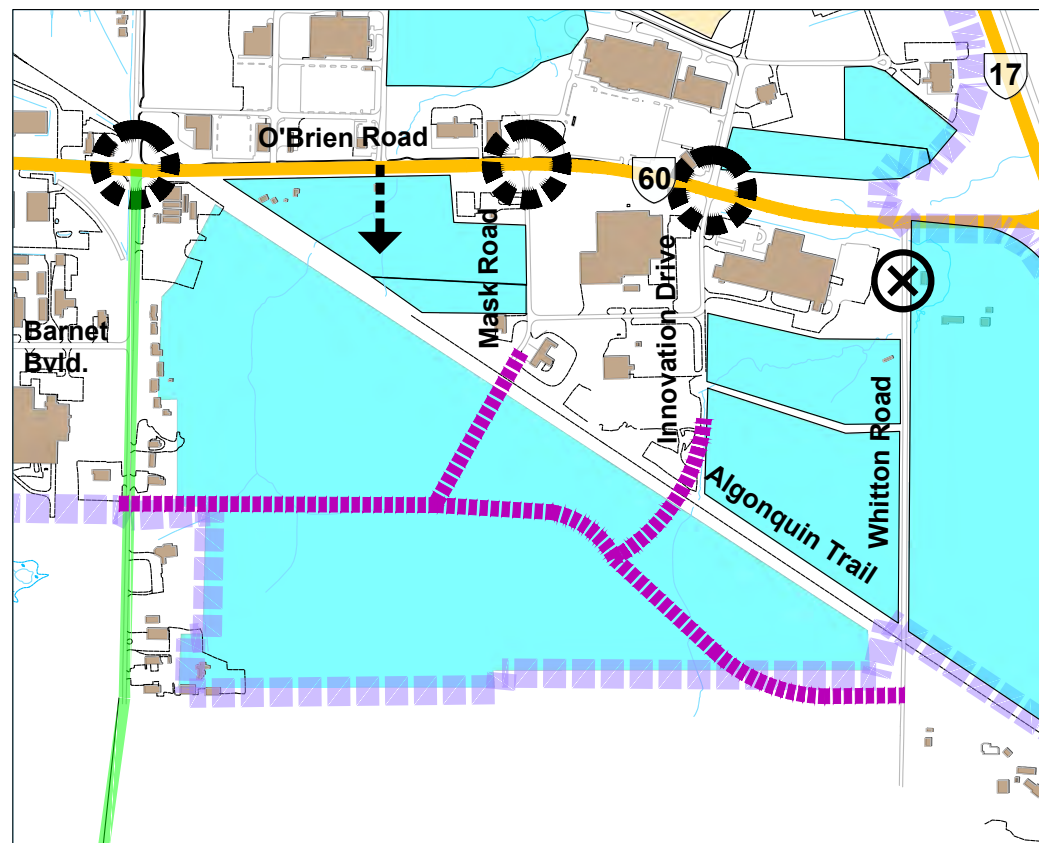 17
O'Brien Road
60
Mask Road
Innovation Drive
Barnet
Bvld.
Whitton Road
Algonquin Trail